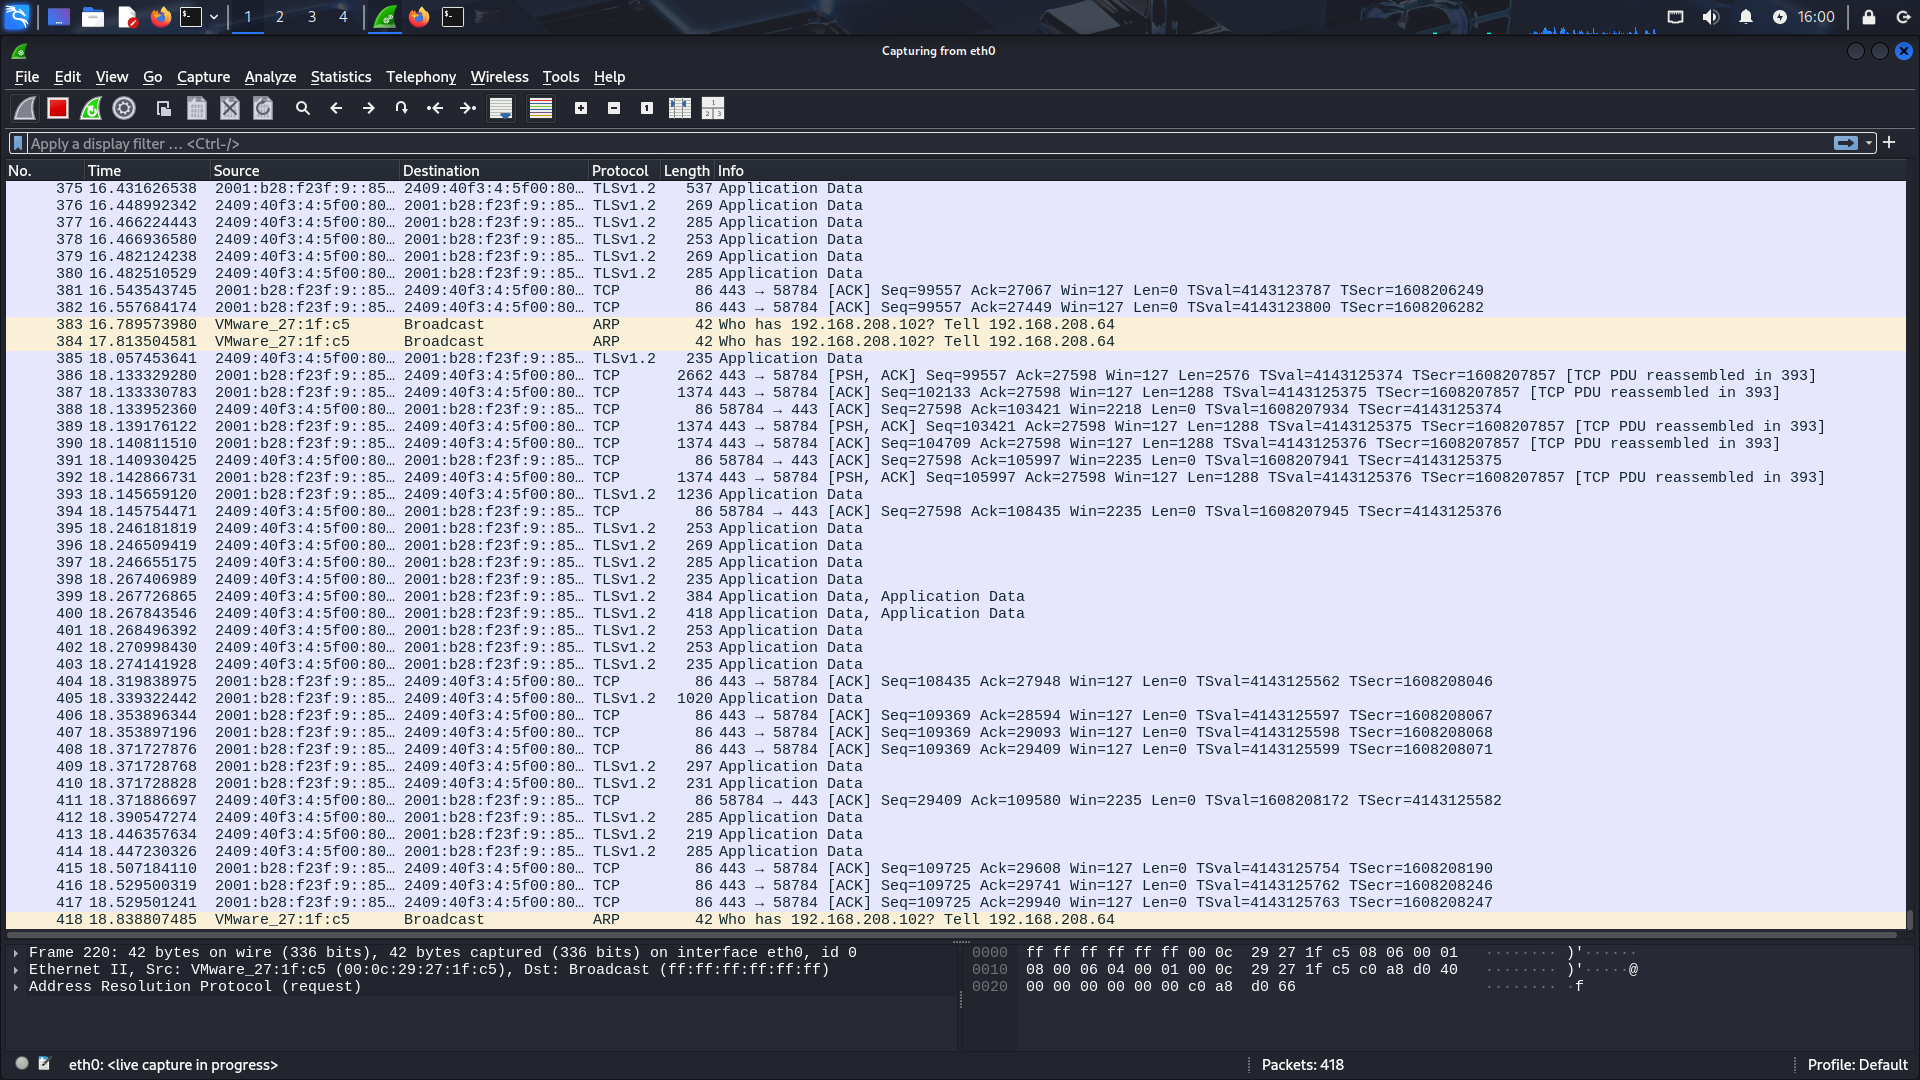 1 2 3 4 16:00
Capturing from eth0
File Edit View Go Capture Analyze Statistics Telephony Wireless Tools Help
Apply a display filter … <Ctrl-/>
No. Time Source Destination Protocol Length Info
375 16.431626538 2001:b28:f23f:9::85… 2409:40f3:4:5f00:80… TLSv1.2 537 Application Data
376 16.448992342 2409:40f3:4:5f00:80… 2001:b28:f23f:9::85… TLSv1.2 269 Application Data
377 16.466224443 2409:40f3:4:5f00:80… 2001:b28:f23f:9::85… TLSv1.2 285 Application Data
378 16.466936580 2409:40f3:4:5f00:80… 2001:b28:f23f:9::85… TLSv1.2 253 Application Data
379 16.482124238 2409:40f3:4:5f00:80… 2001:b28:f23f:9::85… TLSv1.2 269 Application Data
380 16.482510529 2409:40f3:4:5f00:80… 2001:b28:f23f:9::85… TLSv1.2 285 Application Data
381 16.543543745 2001:b28:f23f:9::85… 2409:40f3:4:5f00:80… TCP 86 443 → 58784 [ACK] Seq=99557 Ack=27067 Win=127 Len=0 TSval=4143123787 TSecr=1608206249
382 16.557684174 2001:b28:f23f:9::85… 2409:40f3:4:5f00:80… TCP 86 443 → 58784 [ACK] Seq=99557 Ack=27449 Win=127 Len=0 TSval=4143123800 TSecr=1608206282
383 16.789573980 VMware_27:1f:c5 Broadcast ARP 42 Who has 192.168.208.102? Tell 192.168.208.64
384 17.813504581 VMware_27:1f:c5 Broadcast ARP 42 Who has 192.168.208.102? Tell 192.168.208.64
385 18.057453641 2409:40f3:4:5f00:80… 2001:b28:f23f:9::85… TLSv1.2 235 Application Data
386 18.133329280 2001:b28:f23f:9::85… 2409:40f3:4:5f00:80… TCP 2662 443 → 58784 [PSH, ACK] Seq=99557 Ack=27598 Win=127 Len=2576 TSval=4143125374 TSecr=1608207857 [TCP PDU reassembled in 393]
387 18.133330783 2001:b28:f23f:9::85… 2409:40f3:4:5f00:80… TCP 1374 443 → 58784 [ACK] Seq=102133 Ack=27598 Win=127 Len=1288 TSval=4143125375 TSecr=1608207857 [TCP PDU reassembled in 393]
388 18.133952360 2409:40f3:4:5f00:80… 2001:b28:f23f:9::85… TCP 86 58784 → 443 [ACK] Seq=27598 Ack=103421 Win=2218 Len=0 TSval=1608207934 TSecr=4143125374
389 18.139176122 2001:b28:f23f:9::85… 2409:40f3:4:5f00:80… TCP 1374 443 → 58784 [PSH, ACK] Seq=103421 Ack=27598 Win=127 Len=1288 TSval=4143125375 TSecr=1608207857 [TCP PDU reassembled in 393]
390 18.140811510 2001:b28:f23f:9::85… 2409:40f3:4:5f00:80… TCP 1374 443 → 58784 [ACK] Seq=104709 Ack=27598 Win=127 Len=1288 TSval=4143125376 TSecr=1608207857 [TCP PDU reassembled in 393]
391 18.140930425 2409:40f3:4:5f00:80… 2001:b28:f23f:9::85… TCP 86 58784 → 443 [ACK] Seq=27598 Ack=105997 Win=2235 Len=0 TSval=1608207941 TSecr=4143125375
392 18.142866731 2001:b28:f23f:9::85… 2409:40f3:4:5f00:80… TCP 1374 443 → 58784 [PSH, ACK] Seq=105997 Ack=27598 Win=127 Len=1288 TSval=4143125376 TSecr=1608207857 [TCP PDU reassembled in 393]
393 18.145659120 2001:b28:f23f:9::85… 2409:40f3:4:5f00:80… TLSv1.2 1236 Application Data
394 18.145754471 2409:40f3:4:5f00:80… 2001:b28:f23f:9::85… TCP 86 58784 → 443 [ACK] Seq=27598 Ack=108435 Win=2235 Len=0 TSval=1608207945 TSecr=4143125376
395 18.246181819 2409:40f3:4:5f00:80… 2001:b28:f23f:9::85… TLSv1.2 253 Application Data
396 18.246509419 2409:40f3:4:5f00:80… 2001:b28:f23f:9::85… TLSv1.2 269 Application Data
397 18.246655175 2409:40f3:4:5f00:80… 2001:b28:f23f:9::85… TLSv1.2 285 Application Data
398 18.267406989 2409:40f3:4:5f00:80… 2001:b28:f23f:9::85… TLSv1.2 235 Application Data
399 18.267726865 2409:40f3:4:5f00:80… 2001:b28:f23f:9::85… TLSv1.2 384 Application Data, Application Data
400 18.267843546 2409:40f3:4:5f00:80… 2001:b28:f23f:9::85… TLSv1.2 418 Application Data, Application Data
401 18.268496392 2409:40f3:4:5f00:80… 2001:b28:f23f:9::85… TLSv1.2 253 Application Data
402 18.270998430 2409:40f3:4:5f00:80… 2001:b28:f23f:9::85… TLSv1.2 253 Application Data
403 18.274141928 2409:40f3:4:5f00:80… 2001:b28:f23f:9::85… TLSv1.2 235 Application Data
404 18.319838975 2001:b28:f23f:9::85… 2409:40f3:4:5f00:80… TCP 86 443 → 58784 [ACK] Seq=108435 Ack=27948 Win=127 Len=0 TSval=4143125562 TSecr=1608208046
405 18.339322442 2001:b28:f23f:9::85… 2409:40f3:4:5f00:80… TLSv1.2 1020 Application Data
406 18.353896344 2001:b28:f23f:9::85… 2409:40f3:4:5f00:80… TCP 86 443 → 58784 [ACK] Seq=109369 Ack=28594 Win=127 Len=0 TSval=4143125597 TSecr=1608208067
407 18.353897196 2001:b28:f23f:9::85… 2409:40f3:4:5f00:80… TCP 86 443 → 58784 [ACK] Seq=109369 Ack=29093 Win=127 Len=0 TSval=4143125598 TSecr=1608208068
408 18.371727876 2001:b28:f23f:9::85… 2409:40f3:4:5f00:80… TCP 86 443 → 58784 [ACK] Seq=109369 Ack=29409 Win=127 Len=0 TSval=4143125599 TSecr=1608208071
409 18.371728768 2001:b28:f23f:9::85… 2409:40f3:4:5f00:80… TLSv1.2 297 Application Data
410 18.371728828 2001:b28:f23f:9::85… 2409:40f3:4:5f00:80… TLSv1.2 231 Application Data
411 18.371886697 2409:40f3:4:5f00:80… 2001:b28:f23f:9::85… TCP 86 58784 → 443 [ACK] Seq=29409 Ack=109580 Win=2235 Len=0 TSval=1608208172 TSecr=4143125582
412 18.390547274 2409:40f3:4:5f00:80… 2001:b28:f23f:9::85… TLSv1.2 285 Application Data
413 18.446357634 2409:40f3:4:5f00:80… 2001:b28:f23f:9::85… TLSv1.2 219 Application Data
414 18.447230326 2409:40f3:4:5f00:80… 2001:b28:f23f:9::85… TLSv1.2 285 Application Data
415 18.507184110 2001:b28:f23f:9::85… 2409:40f3:4:5f00:80… TCP 86 443 → 58784 [ACK] Seq=109725 Ack=29608 Win=127 Len=0 TSval=4143125754 TSecr=1608208190
416 18.529500319 2001:b28:f23f:9::85… 2409:40f3:4:5f00:80… TCP 86 443 → 58784 [ACK] Seq=109725 Ack=29741 Win=127 Len=0 TSval=4143125762 TSecr=1608208246
417 18.529501241 2001:b28:f23f:9::85… 2409:40f3:4:5f00:80… TCP 86 443 → 58784 [ACK] Seq=109725 Ack=29940 Win=127 Len=0 TSval=4143125763 TSecr=1608208247
418 18.838807485 VMware_27:1f:c5 Broadcast ARP 42 Who has 192.168.208.102? Tell 192.168.208.64
Frame 220: 42 bytes on wire (336 bits), 42 bytes captured (336 bits) on interface eth0, id 0
Ethernet II, Src: VMware_27:1f:c5 (00:0c:29:27:1f:c5), Dst: Broadcast (ff:ff:ff:ff:ff:ff)
Address Resolution Protocol (request)
0000 ff ff ff ff ff ff 00 0c 29 27 1f c5 08 06 00 01 ········ )'······
0010 08 00 06 04 00 01 00 0c 29 27 1f c5 c0 a8 d0 40 ········ )'·····@
0020 00 00 00 00 00 00 c0 a8 d0 66 ········ ·f
eth0: <live capture in progress> Packets: 418 Profile: Default